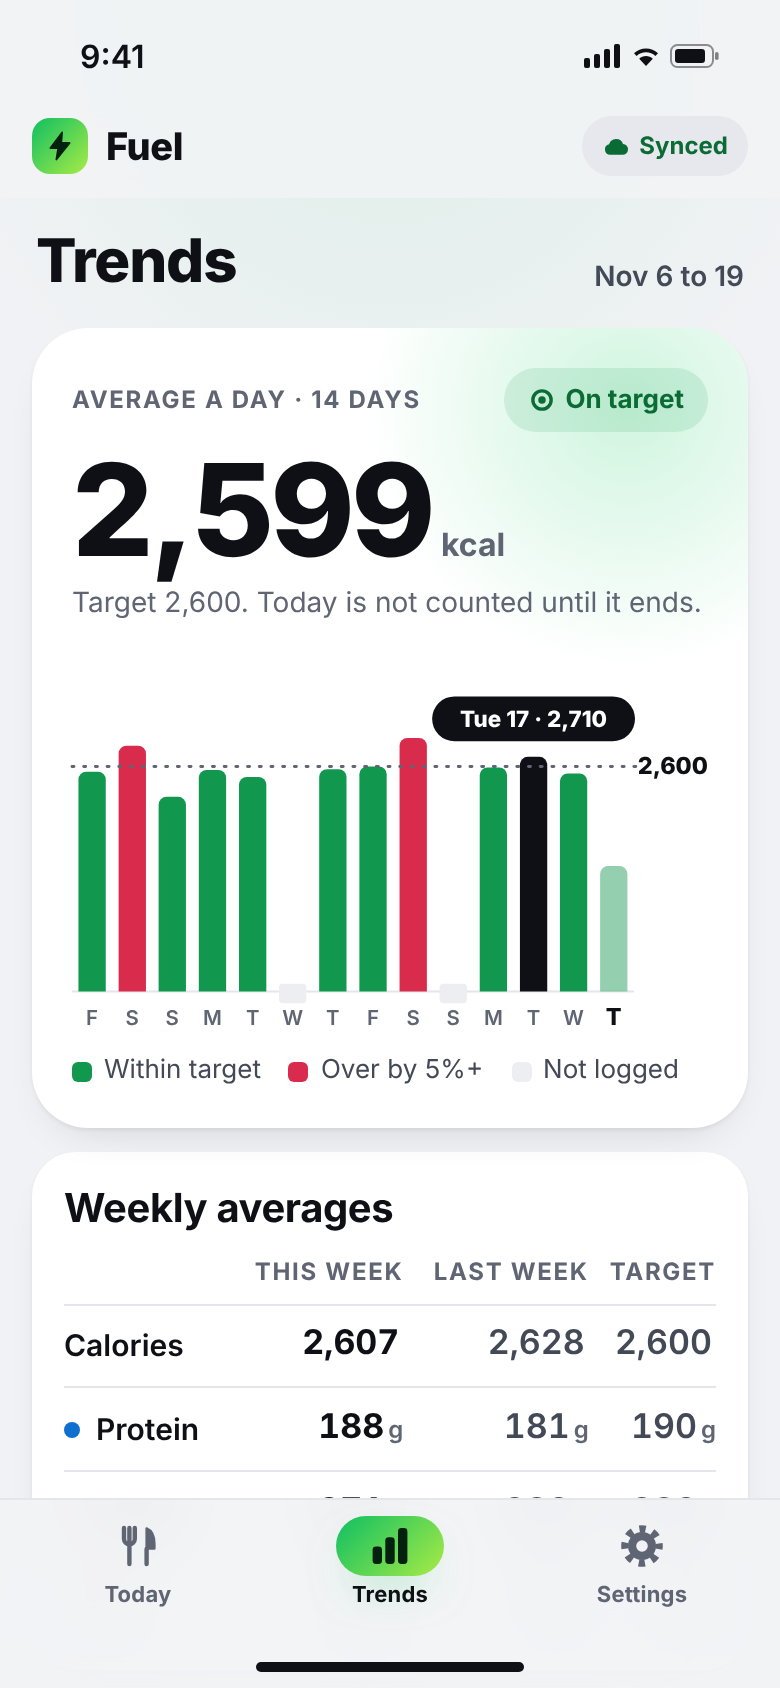 9:41
Fuel
Synced
Trends
Nov 6 to 19
AVERAGE A DAY · 14 DAYS
On target
2,599 kcal
Target 2,600. Today is not counted until it ends.
Tue 17 · 2,710
2,600
F S S M T W T F S S M T W T
Within target
Over by 5%+
Not logged
Weekly averages
THIS WEEK LAST WEEK TARGET
Calories 2,607 2,628 2,600
Protein 188 g 181 g 190 g
Today
Trends
Settings